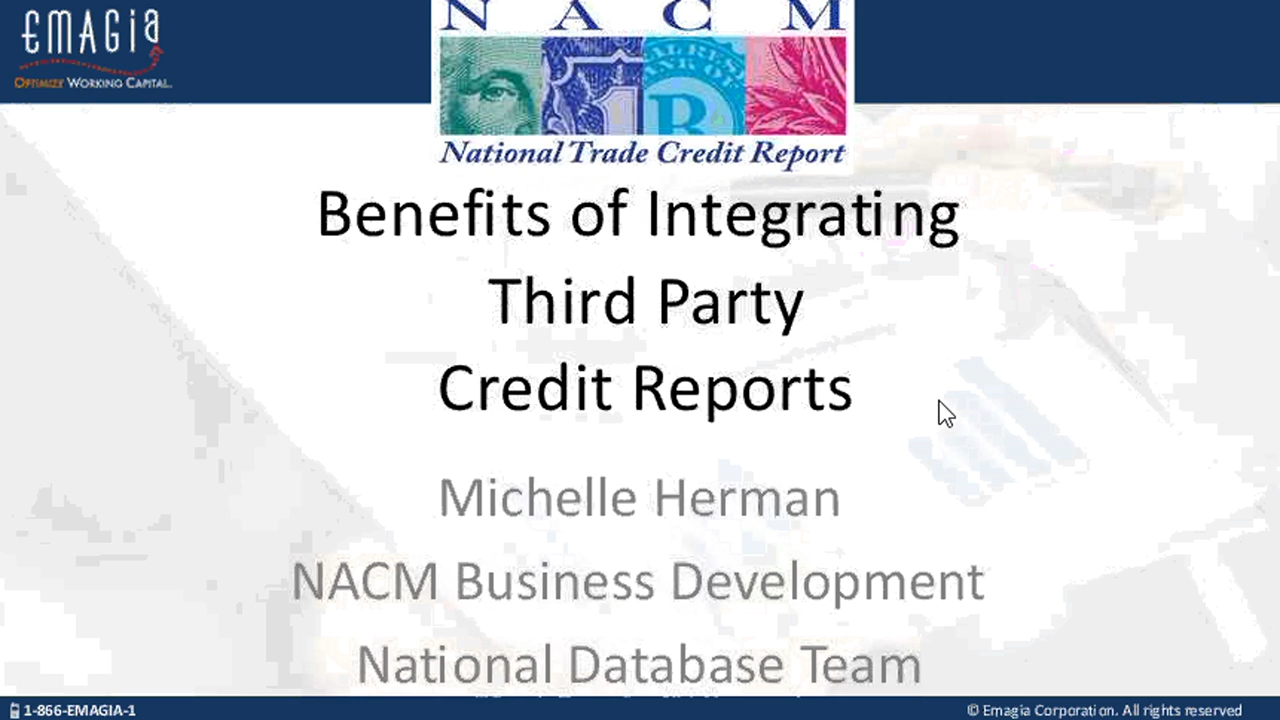 EMAGIA
OPTIMIZE WORKING CAPITAL.
N A C M
National Trade Credit Report
Benefits of Integrating
Third Party
Credit Reports
Michelle Herman
NACM Business Development
National Database Team
1-866-EMAGIA-1
© Emagia Corporation. All rights reserved